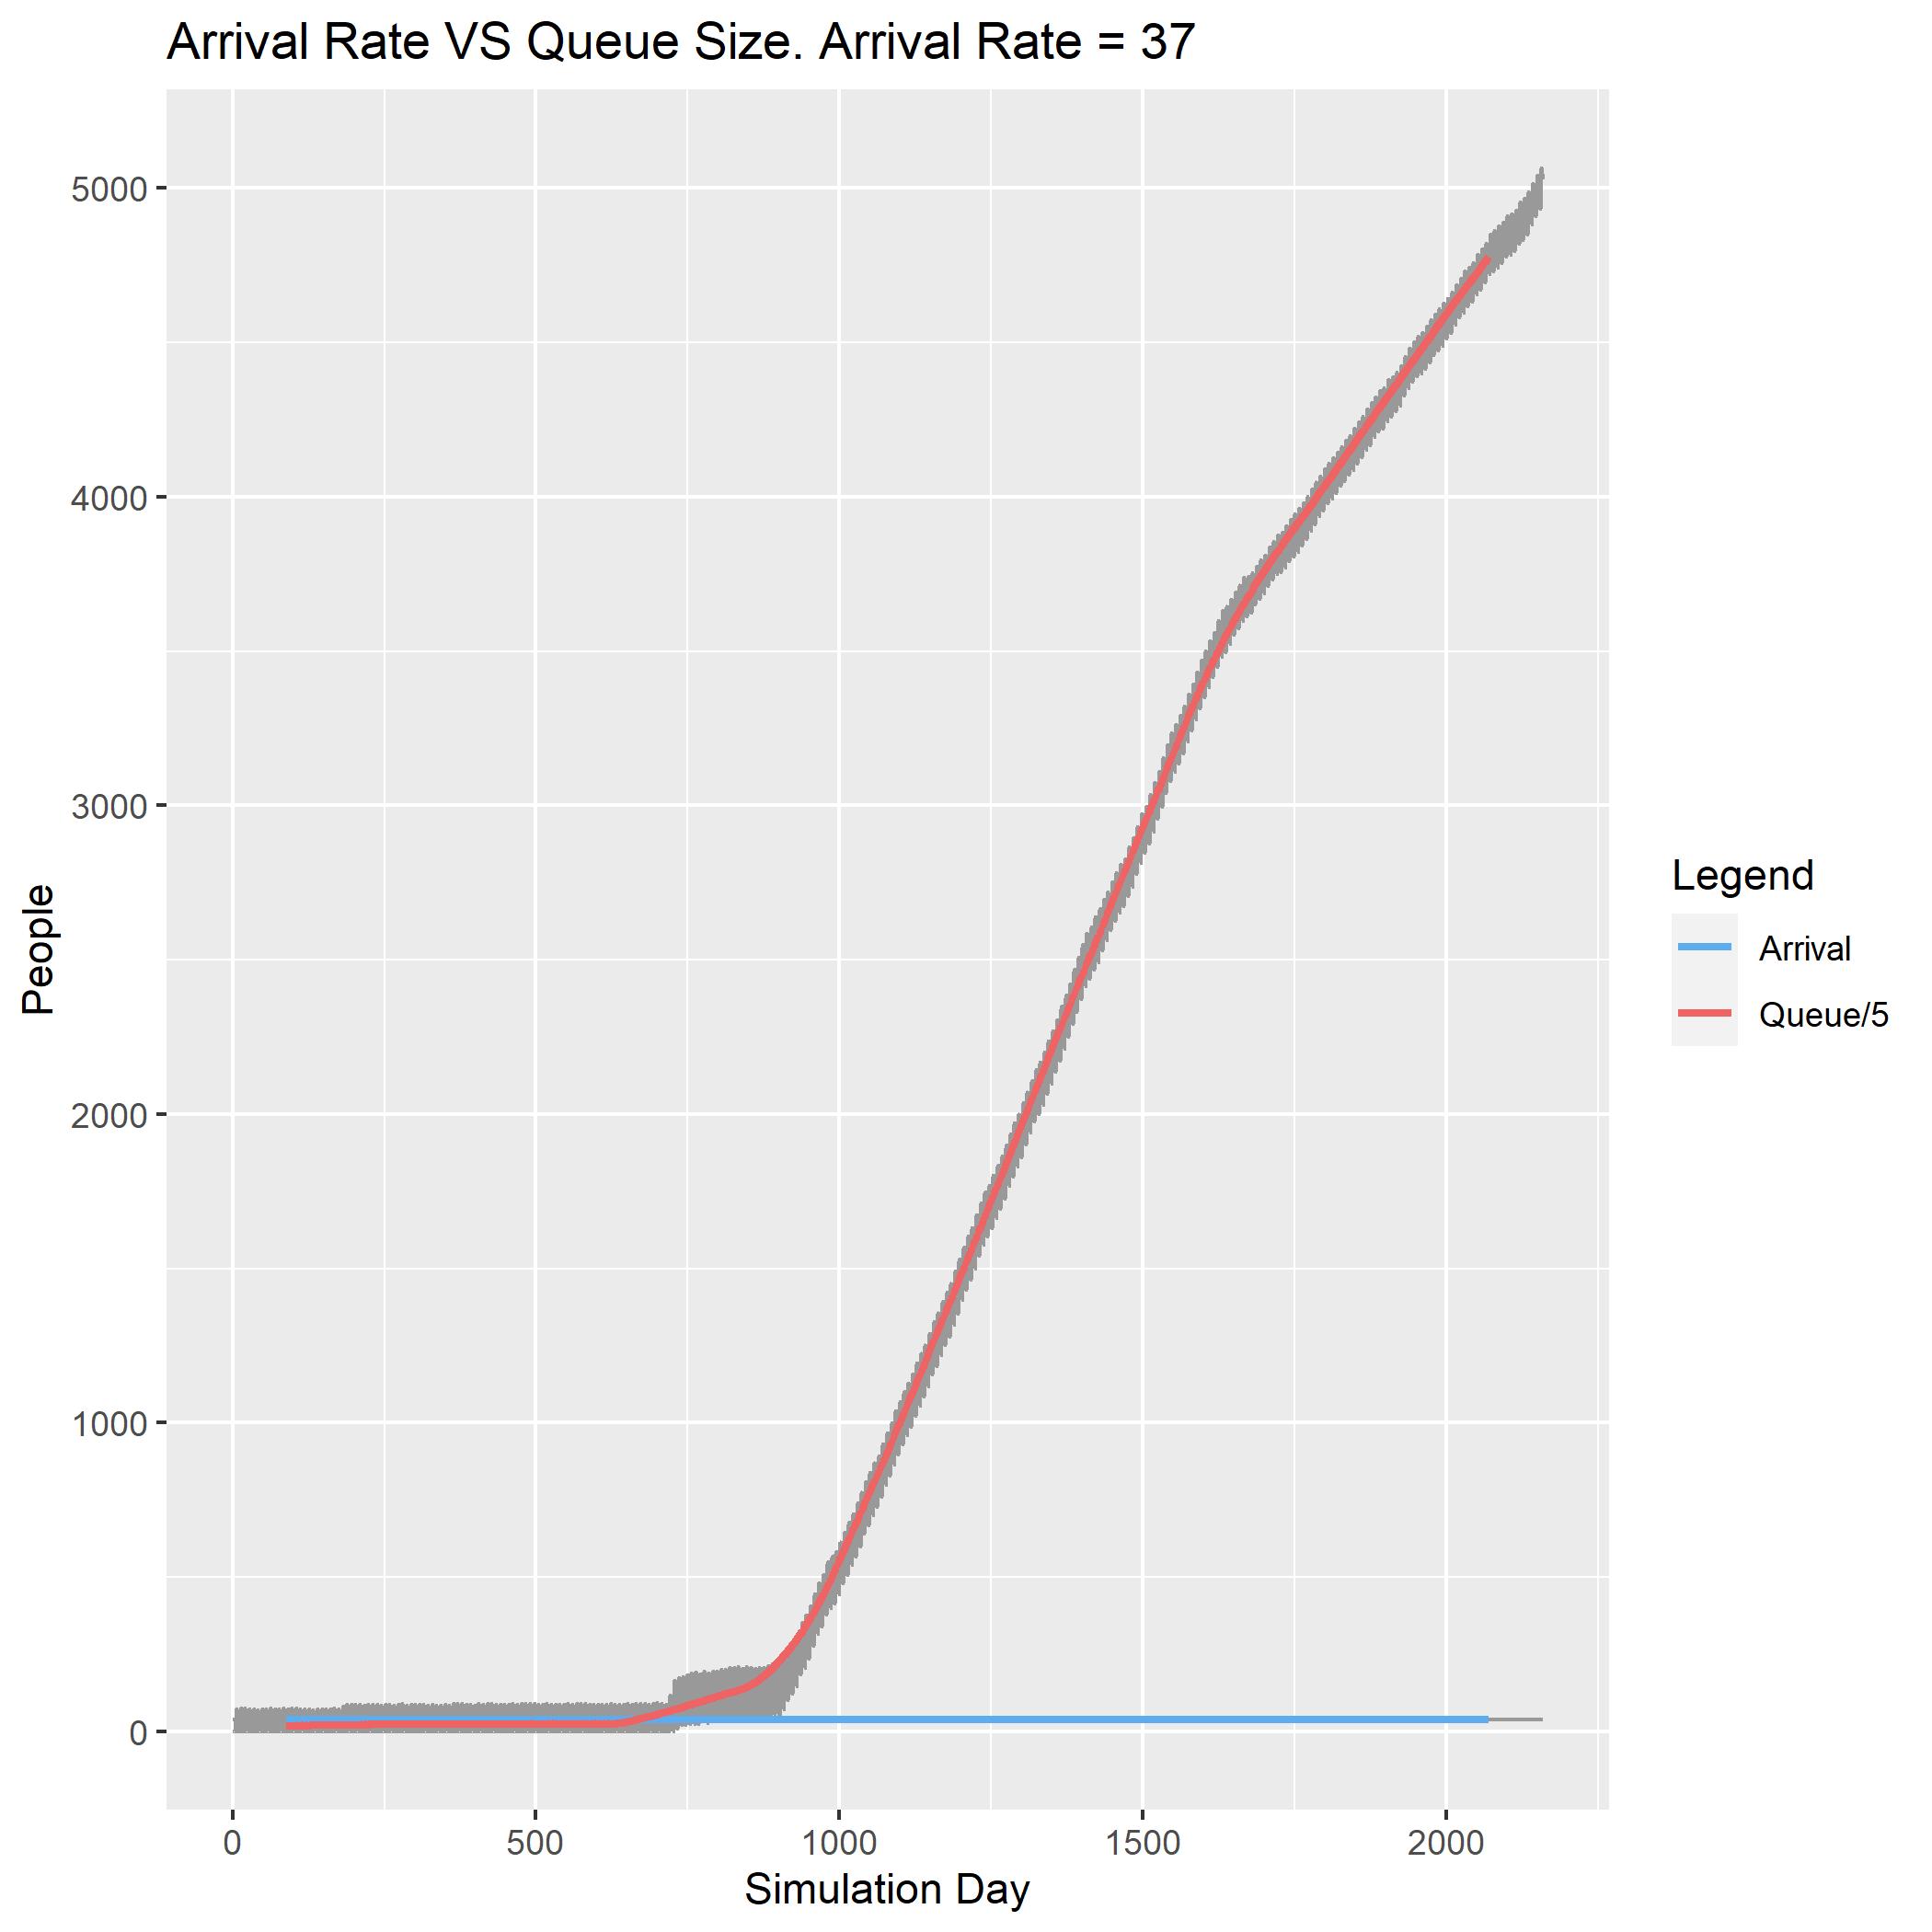 Arrival Rate VS Queue Size. Arrival Rate = 37
People
5000
4000
3000
2000
1000
0
0 500 1000 1500 2000
Simulation Day
Legend
Arrival
Queue/5